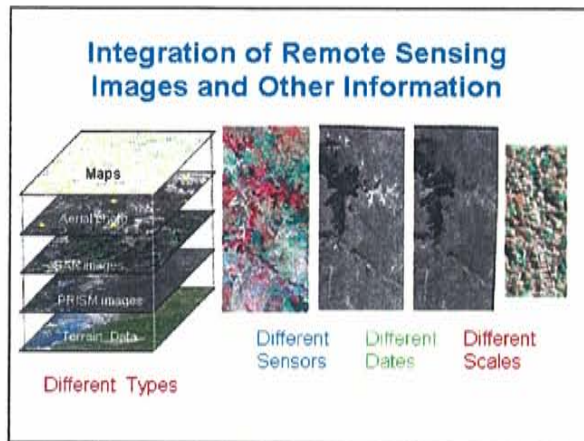 Integration of Remote Sensing
Images and Other Information
Maps
Aerial photo
SAR images
PRISM images
Terrain Data
Different Types
Different
Sensors
Different
Dates
Different
Scales